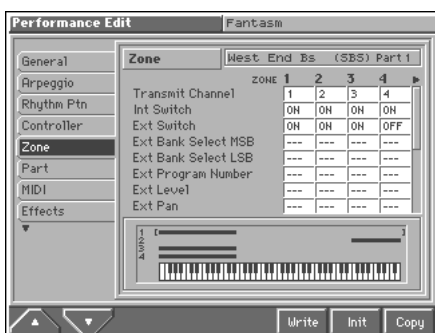 Performance Edit Fantasm
General
Arpeggio
Rhythm Ptn
Controller
Zone
Part
MIDI
Effects
Zone West End Bs (SBS) Part 1
ZONE 1 2 3 4
Transmit Channel 1 2 3 4
Int Switch ON ON ON ON
Ext Switch ON ON ON OFF
Ext Bank Select MSB --- --- --- ---
Ext Bank Select LSB --- --- --- ---
Ext Program Number --- --- --- ---
Ext Level --- --- --- ---
Ext Pan --- --- --- ---
1
2
3
4
Write Init Copy